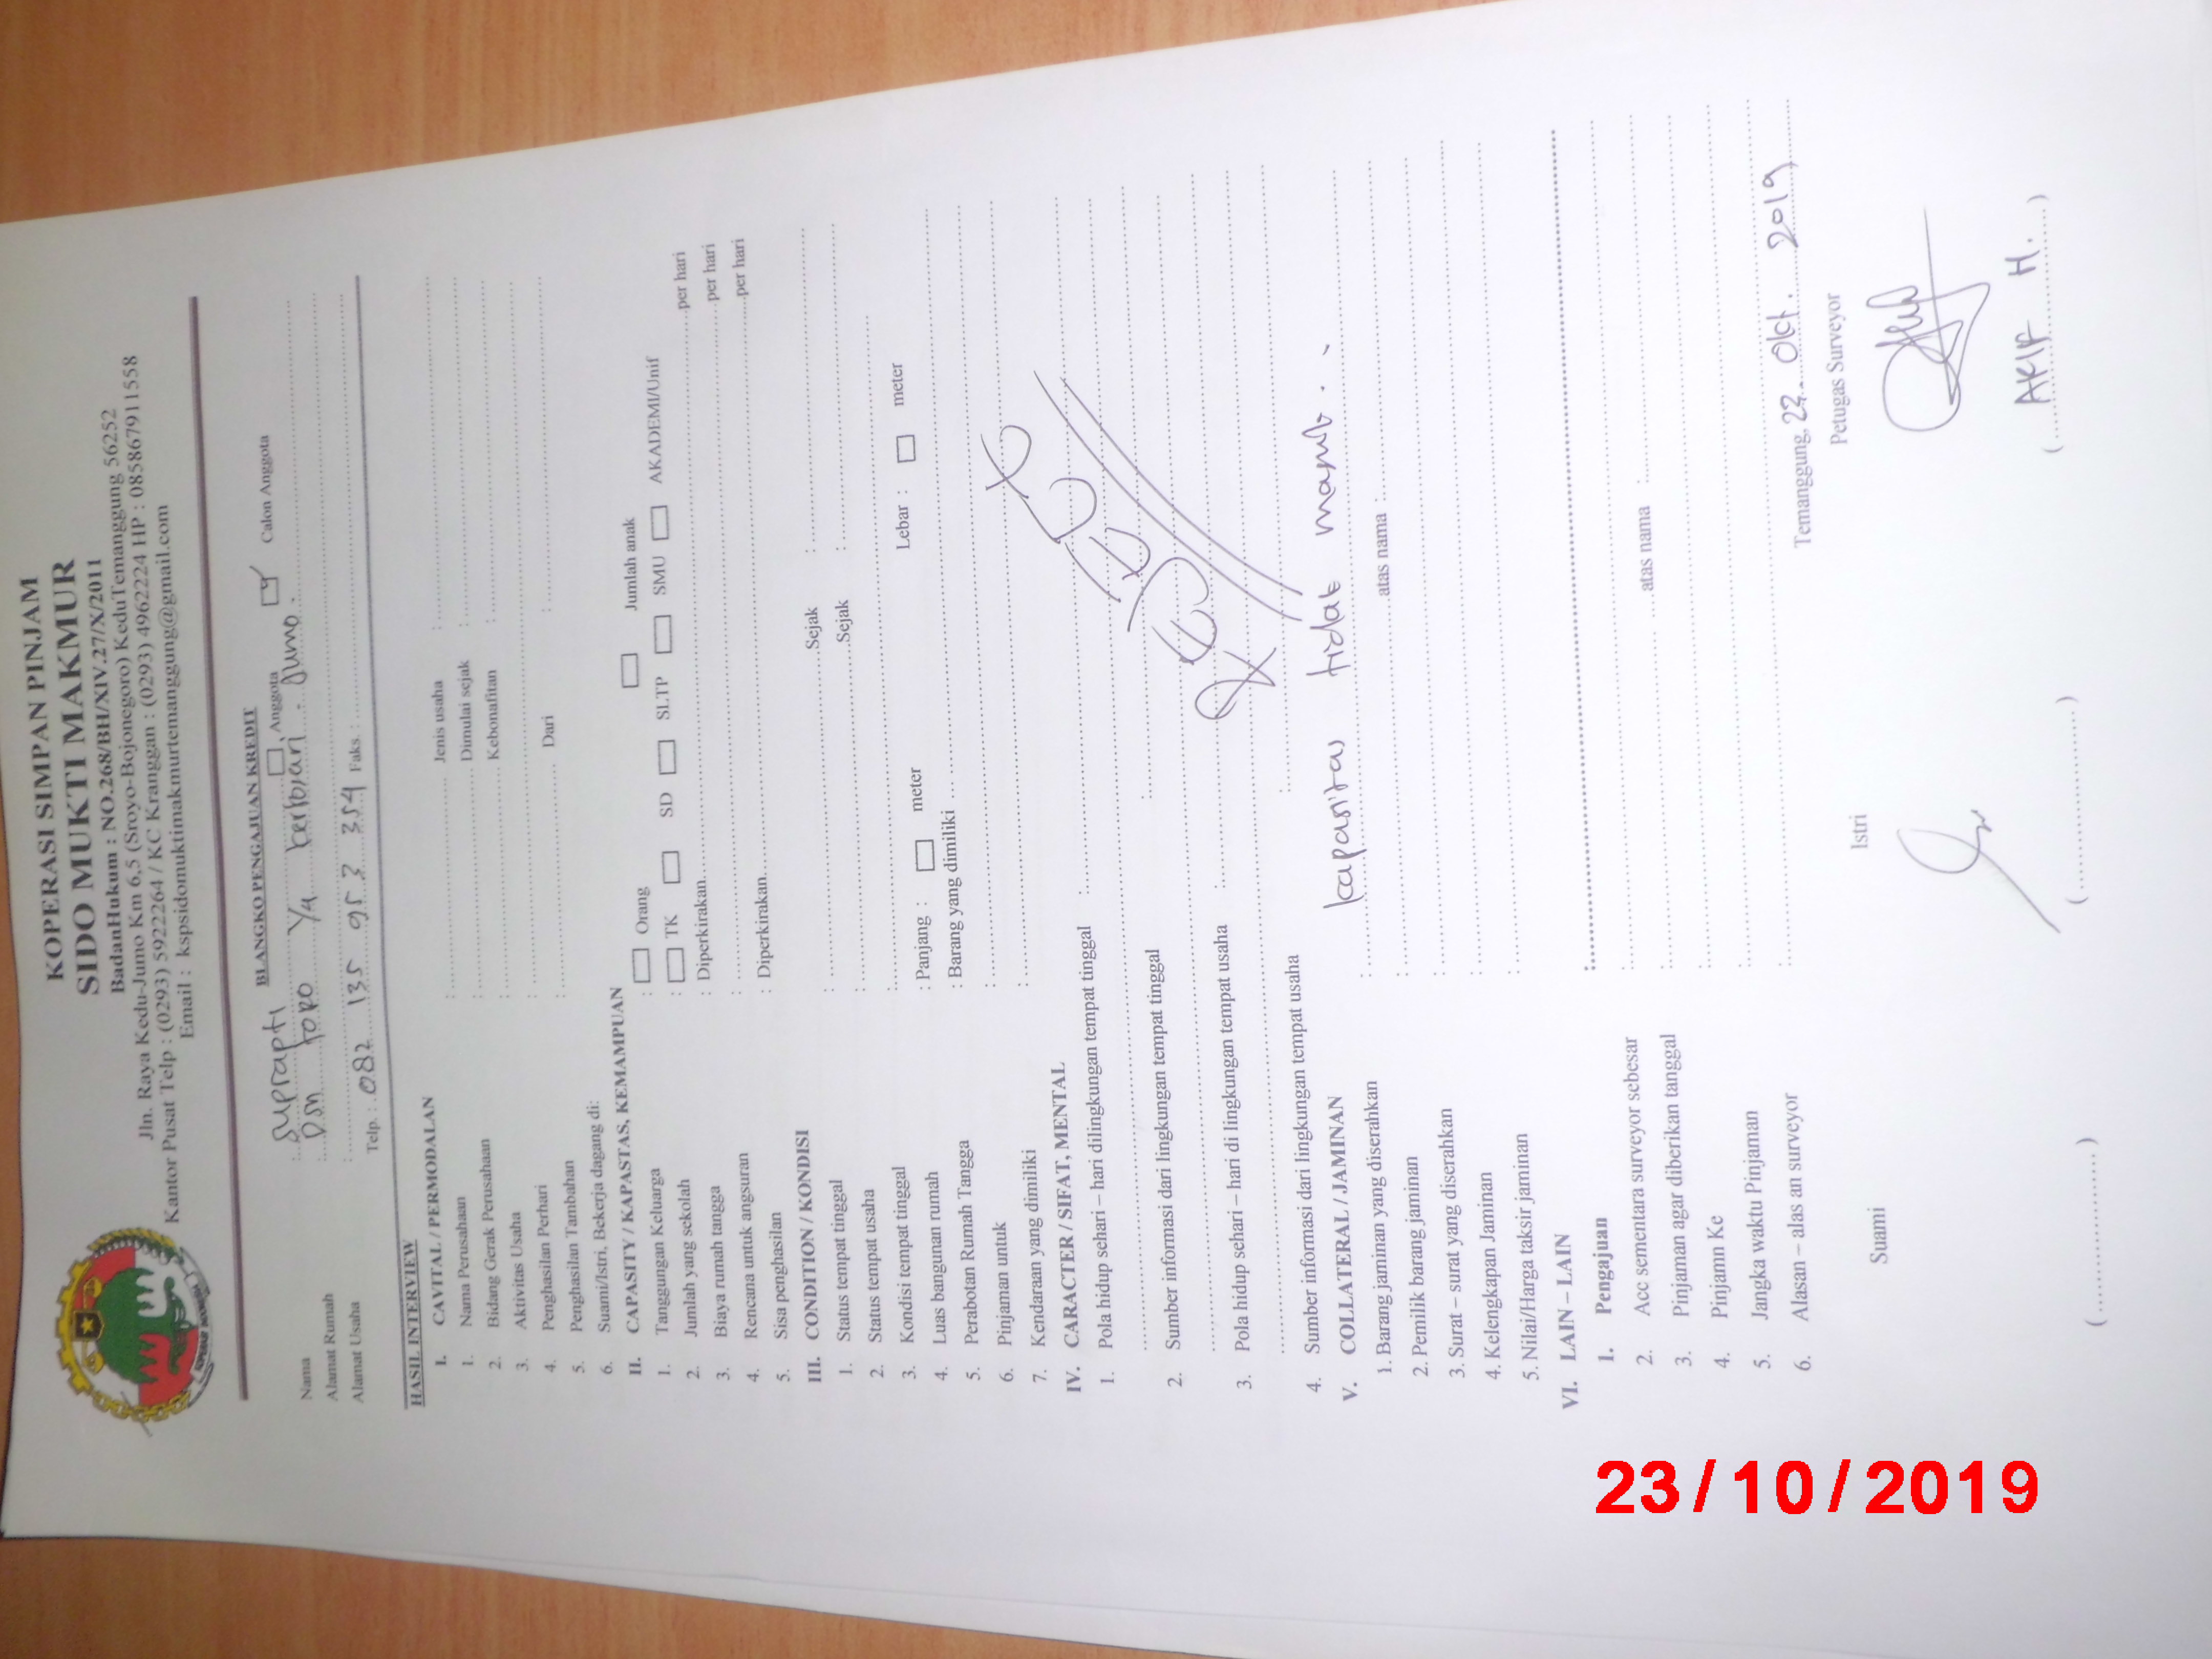 KOPERASI SIMPAN PINJAM
SIDO MUKTI MAKMUR
BadanHukum : NO.268/BH/XIV.27/X/2011
Jln. Raya Kedu-Jumo Km 6,5 (Sroyo-Bojonegoro) KeduTemanggung 56252
Kantor Pusat Telp : (0293) 5922264 / KC Kranggan : (0293) 4962224 HP : 085867911558
Email : kspsidomuktimakmurtemanggung@gmail.com
BLANGKO PENGAJUAN KREDIT
Anggota Calon Anggota
Nama : Suprapti
Alamat Rumah : Dsn Toro 1/4 Kertosari - Jumo.
Alamat Usaha :
Telp : 082 135 953 354 Faks :
HASIL INTERVIEW
I. CAVITAL / PERMODALAN
1. Nama Perusahaan : Jenis usaha :
2. Bidang Gerak Perusahaan : Dimulai sejak :
3. Aktivitas Usaha : Kebonafitan :
4. Penghasilan Perhari :
5. Penghasilan Tambahan : Dari :
6. Suami/Istri, Bekerja dagang di:
II. CAPASITY / KAPASTAS, KEMAMPUAN
1. Tanggungan Keluarga : Orang Jumlah anak
2. Jumlah yang sekolah : TK SD SLTP SMU AKADEMI/Unif
3. Biaya rumah tangga : Diperkirakan per hari
4. Rencana untuk angsuran : per hari
5. Sisa penghasilan : Diperkirakan per hari
III. CONDITION / KONDISI
1. Status tempat tinggal : Sejak :
2. Status tempat usaha : Sejak :
3. Kondisi tempat tinggal :
4. Luas bangunan rumah : Panjang : meter Lebar : meter
5. Perabotan Rumah Tangga : Barang yang dimiliki
6. Pinjaman untuk :
7. Kendaraan yang dimiliki :
IV. CARACTER / SIFAT, MENTAL
1. Pola hidup sehari – hari dilingkungan tempat tinggal :
2. Sumber informasi dari lingkungan tempat tinggal :
3. Pola hidup sehari – hari di lingkungan tempat usaha :
4. Sumber informasi dari lingkungan tempat usaha :
kapasitas tidak mampu . -
V. COLLATERAL / JAMINAN
1. Barang jaminan yang diserahkan : atas nama :
2. Pemilik barang jaminan :
3. Surat – surat yang diserahkan :
4. Kelengkapan Jaminan :
5. Nilai/Harga taksir jaminan :
VI. LAIN – LAIN
1. Pengajuan :
2. Acc sementara surveyor sebesar : atas nama :
3. Pinjaman agar diberikan tanggal :
4. Pinjamn Ke :
5. Jangka waktu Pinjaman :
6. Alasan – alas an surveyor :
Temanggung, 23. Okt. 2019
Suami Istri Petugas Surveyor
(....................) (....................) (AKIF H.)
23/10/2019